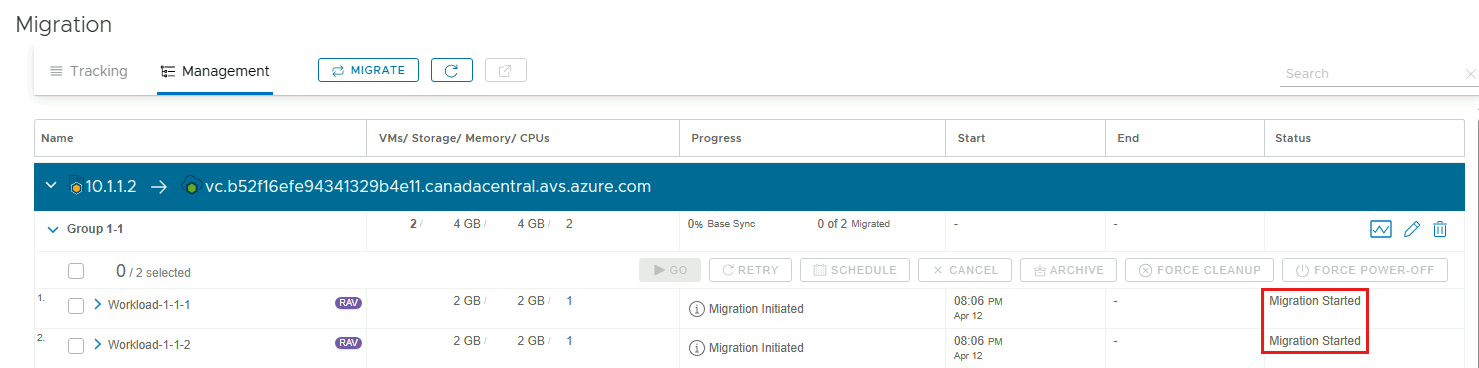 Migration
Tracking Management MIGRATE Search
Name VMs/ Storage/ Memory/ CPUs Progress Start End Status
10.1.1.2 → vc.b52f16efe94341329b4e11.canadacentral.avs.azure.com
Group 1-1 2 / 4 GB / 4 GB / 2 0% Base Sync 0 of 2 Migrated - -
0 / 2 selected GO RETRY SCHEDULE CANCEL ARCHIVE FORCE CLEANUP FORCE POWER-OFF
1. Workload-1-1-1 RAV 2 GB / 2 GB / 1 Migration Initiated 08:06 PM - Migration Started
Apr 12
2. Workload-1-1-2 RAV 2 GB / 2 GB / 1 Migration Initiated 08:06 PM - Migration Started
Apr 12